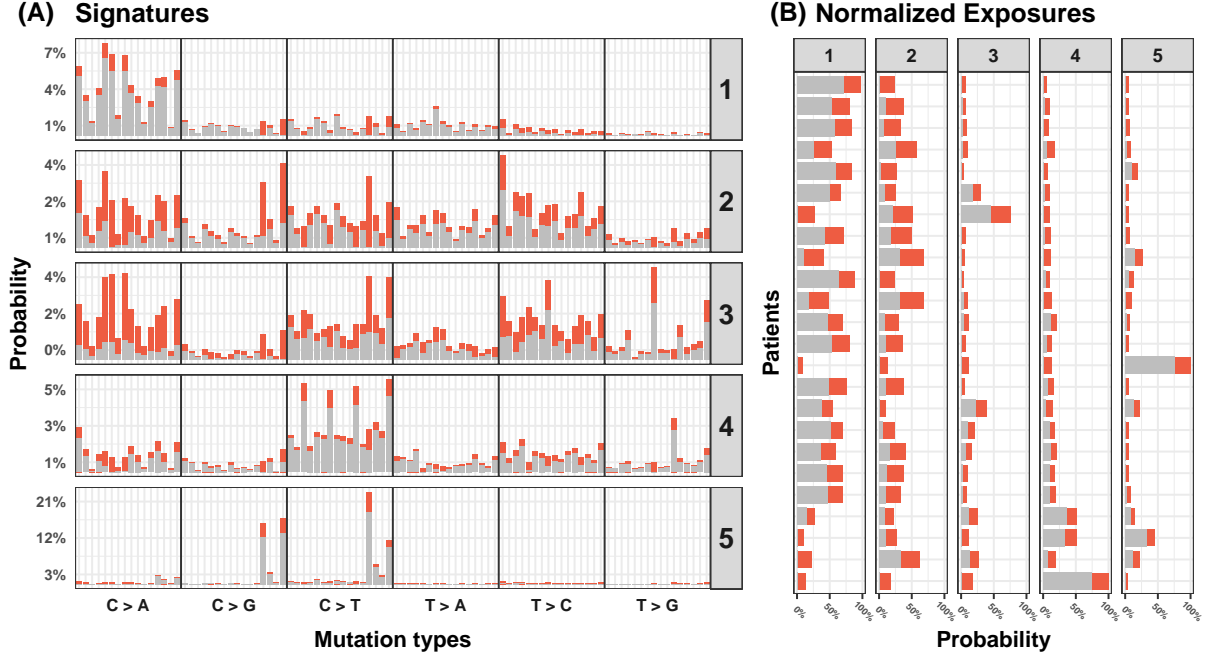 (A) Signatures
(B) Normalized Exposures
Probability
7%
4%
1%
1
4%
2%
1%
2
4%
2%
0%
3
5%
3%
1%
4
21%
12%
3%
5
C > A C > G C > T T > A T > C T > G
Mutation types
1 2 3 4 5
Patients
0% 50% 100% 0% 50% 100% 0% 50% 100% 0% 50% 100% 0% 50% 100%
Probability